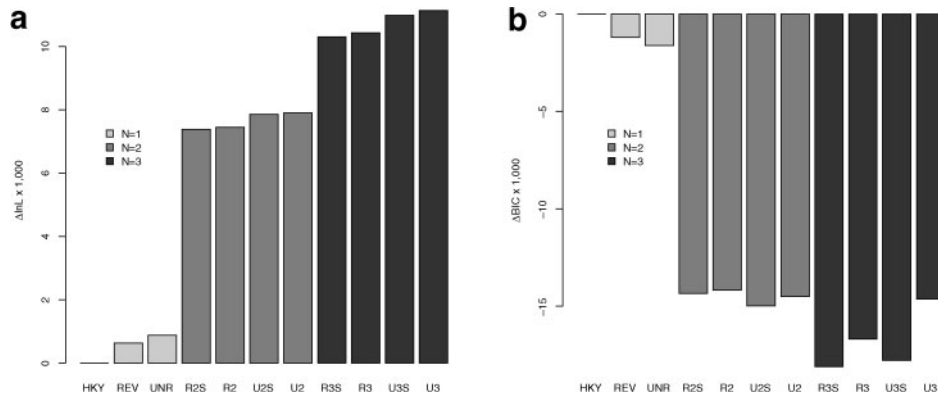 a
ΔlnL x 1,000
10
8
6
4
2
0
N=1
N=2
N=3
HKY REV UNR R2S R2 U2S U2 R3S R3 U3S U3
b
ΔBIC x 1,000
0
−5
−10
−15
N=1
N=2
N=3
HKY REV UNR R2S R2 U2S U2 R3S R3 U3S U3